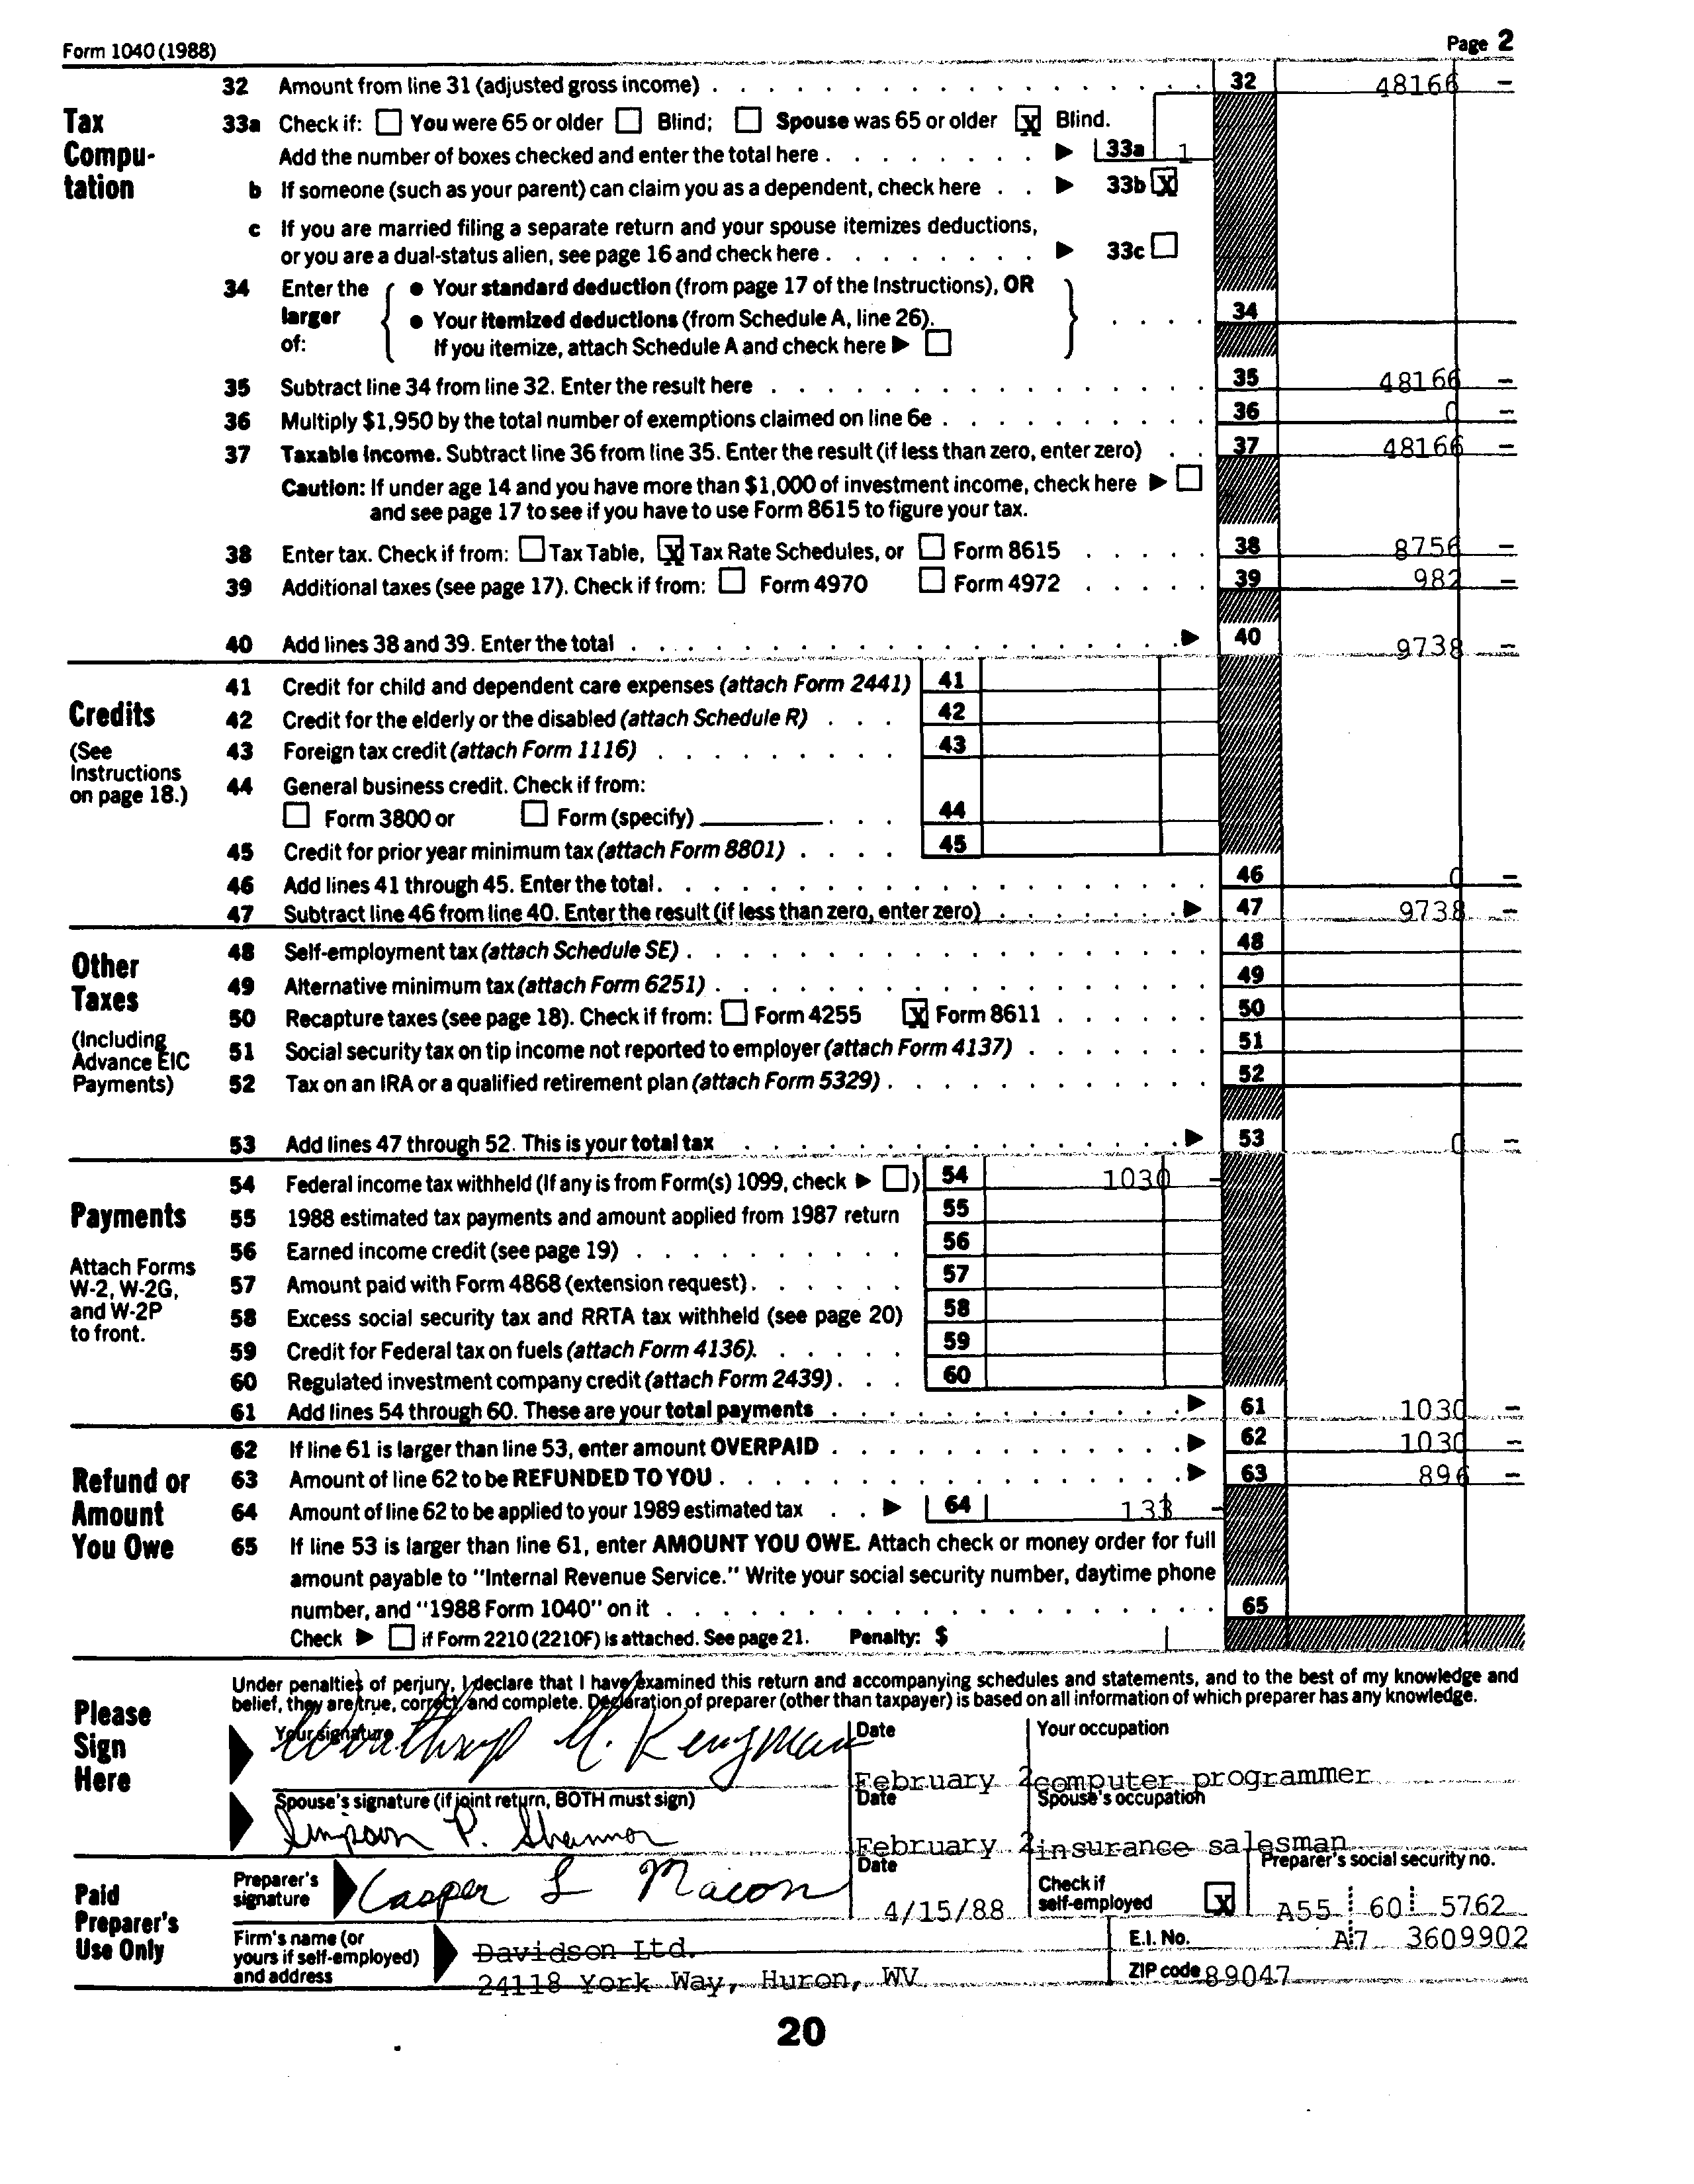 Form 1040 (1988) Page 2
Tax Computation
32 Amount from line 31 (adjusted gross income) 32 48166 –
33a Check if: You were 65 or older Blind; Spouse was 65 or older X Blind.
Add the number of boxes checked and enter the total here 33a 1
b If someone (such as your parent) can claim you as a dependent, check here 33b X
c If you are married filing a separate return and your spouse itemizes deductions,
or you are a dual-status alien, see page 16 and check here 33c
34 Enter the larger of:
• Your standard deduction (from page 17 of the Instructions), OR
• Your itemized deductions (from Schedule A, line 26).
If you itemize, attach Schedule A and check here
34
35 Subtract line 34 from line 32. Enter the result here 35 48166 –
36 Multiply $1,950 by the total number of exemptions claimed on line 6e 36 0 –
37 Taxable income. Subtract line 36 from line 35. Enter the result (if less than zero, enter zero) 37 48166 –
Caution: If under age 14 and you have more than $1,000 of investment income, check here
and see page 17 to see if you have to use Form 8615 to figure your tax.
38 Enter tax. Check if from: Tax Table, X Tax Rate Schedules, or Form 8615 38 8756 –
39 Additional taxes (see page 17). Check if from: Form 4970 Form 4972 39 982 –
40 Add lines 38 and 39. Enter the total 40 9738 –
Credits
(See Instructions on page 18.)
41 Credit for child and dependent care expenses (attach Form 2441) 41
42 Credit for the elderly or the disabled (attach Schedule R) 42
43 Foreign tax credit (attach Form 1116) 43
44 General business credit. Check if from:
Form 3800 or Form (specify) 44
45 Credit for prior year minimum tax (attach Form 8801) 45
46 Add lines 41 through 45. Enter the total 46 0 –
47 Subtract line 46 from line 40. Enter the result (if less than zero, enter zero) 47 9738 –
Other Taxes
(Including Advance EIC Payments)
48 Self-employment tax (attach Schedule SE) 48
49 Alternative minimum tax (attach Form 6251) 49
50 Recapture taxes (see page 18). Check if from: Form 4255 X Form 8611 50
51 Social security tax on tip income not reported to employer (attach Form 4137) 51
52 Tax on an IRA or a qualified retirement plan (attach Form 5329) 52
53 Add lines 47 through 52. This is your total tax 53 0 –
Payments
Attach Forms W-2, W-2G, and W-2P to front.
54 Federal income tax withheld (If any is from Form(s) 1099, check ) 54 1030 –
55 1988 estimated tax payments and amount applied from 1987 return 55
56 Earned income credit (see page 19) 56
57 Amount paid with Form 4868 (extension request) 57
58 Excess social security tax and RRTA tax withheld (see page 20) 58
59 Credit for Federal tax on fuels (attach Form 4136) 59
60 Regulated investment company credit (attach Form 2439) 60
61 Add lines 54 through 60. These are your total payments 61 1030 –
Refund or Amount You Owe
62 If line 61 is larger than line 53, enter amount OVERPAID 62 1030 –
63 Amount of line 62 to be REFUNDED TO YOU 63 896 –
64 Amount of line 62 to be applied to your 1989 estimated tax 64 133 –
65 If line 53 is larger than line 61, enter AMOUNT YOU OWE. Attach check or money order for full
amount payable to "Internal Revenue Service." Write your social security number, daytime phone
number, and "1988 Form 1040" on it 65
Check if Form 2210 (2210F) is attached. See page 21. Penalty: $
Please Sign Here
Under penalties of perjury, I declare that I have examined this return and accompanying schedules and statements, and to the best of my knowledge and
belief, they are true, correct, and complete. Declaration of preparer (other than taxpayer) is based on all information of which preparer has any knowledge.
Your signature Date Your occupation
Winthrop M. Kengman February 2 computer programmer
Spouse's signature (if joint return, BOTH must sign) Date Spouse's occupation
Simpson P. Shannon February 2 insurance salesman
Paid Preparer's Use Only
Preparer's signature Date Check if self-employed Preparer's social security no.
Casper L Macon 4/15/88 X A55 60 5762
Firm's name (or yours if self-employed) and address
Davidson Ltd. E.I. No. A7 3609902
24118 York Way, Huron, WV ZIP code 89047
20